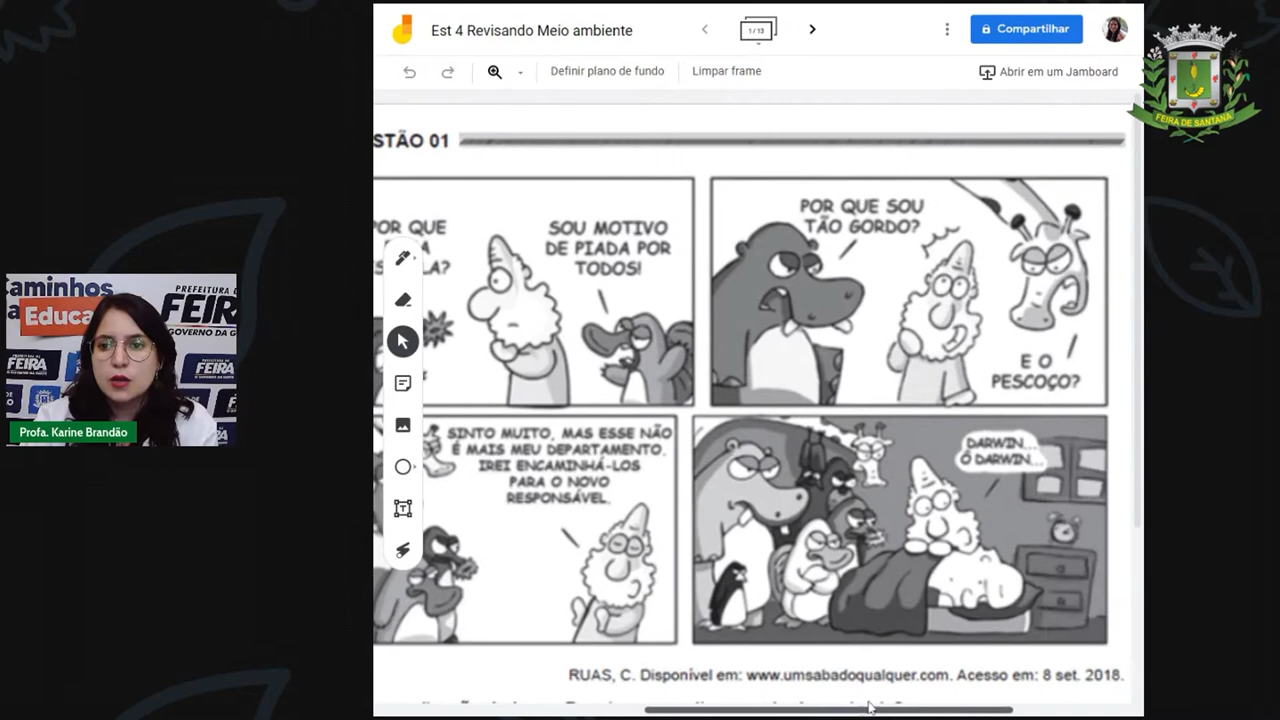 Est 4 Revisando Meio ambiente
1 / 13
Compartilhar
Definir plano de fundo
Limpar frame
Abrir em um Jamboard
FEIRA DE SANTANA
STÃO 01
POR QUE
SOU MOTIVO
DE PIADA POR
TODOS!
POR QUE SOU
TÃO GORDO?
E O
PESCOÇO?
SINTO MUITO, MAS ESSE NÃO
É MAIS MEU DEPARTAMENTO.
IREI ENCAMINHÁ-LOS
PARA O NOVO
RESPONSÁVEL.
DARWIN...
Ô DARWIN...
RUAS, C. Disponível em: www.umsabadoqualquer.com. Acesso em: 8 set. 2018.
Caminhos
Educa
PREFEITURA DE
FEIRA
GOVERNO DA
FEIRA
FEIRA
Profa. Karine Brandão